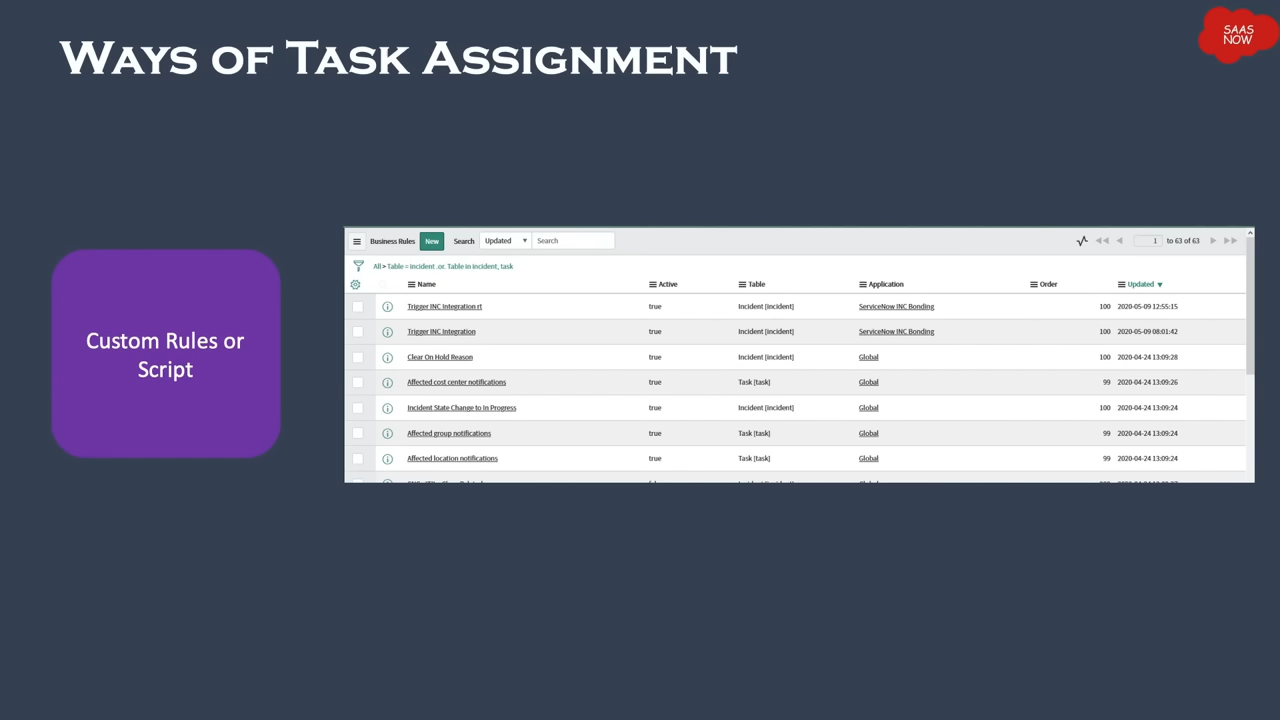 WAYS OF TASK ASSIGNMENT
SAAS
NOW
Custom Rules or
Script
Business Rules New Search Updated Search 1 to 63 of 63
All > Table = Incident .or. Table in Incident, task
Name Active Table Application Order Updated
Trigger INC Integration rt true Incident [incident] ServiceNow INC Bonding 100 2020-05-09 12:55:15
Trigger INC Integration true Incident [incident] ServiceNow INC Bonding 100 2020-05-09 08:01:42
Clear On Hold Reason true Incident [incident] Global 100 2020-04-24 13:09:28
Affected cost center notifications true Task [task] Global 99 2020-04-24 13:09:26
Incident State Change to In Progress true Incident [incident] Global 100 2020-04-24 13:09:24
Affected group notifications true Task [task] Global 99 2020-04-24 13:09:24
Affected location notifications true Task [task] Global 99 2020-04-24 13:09:24